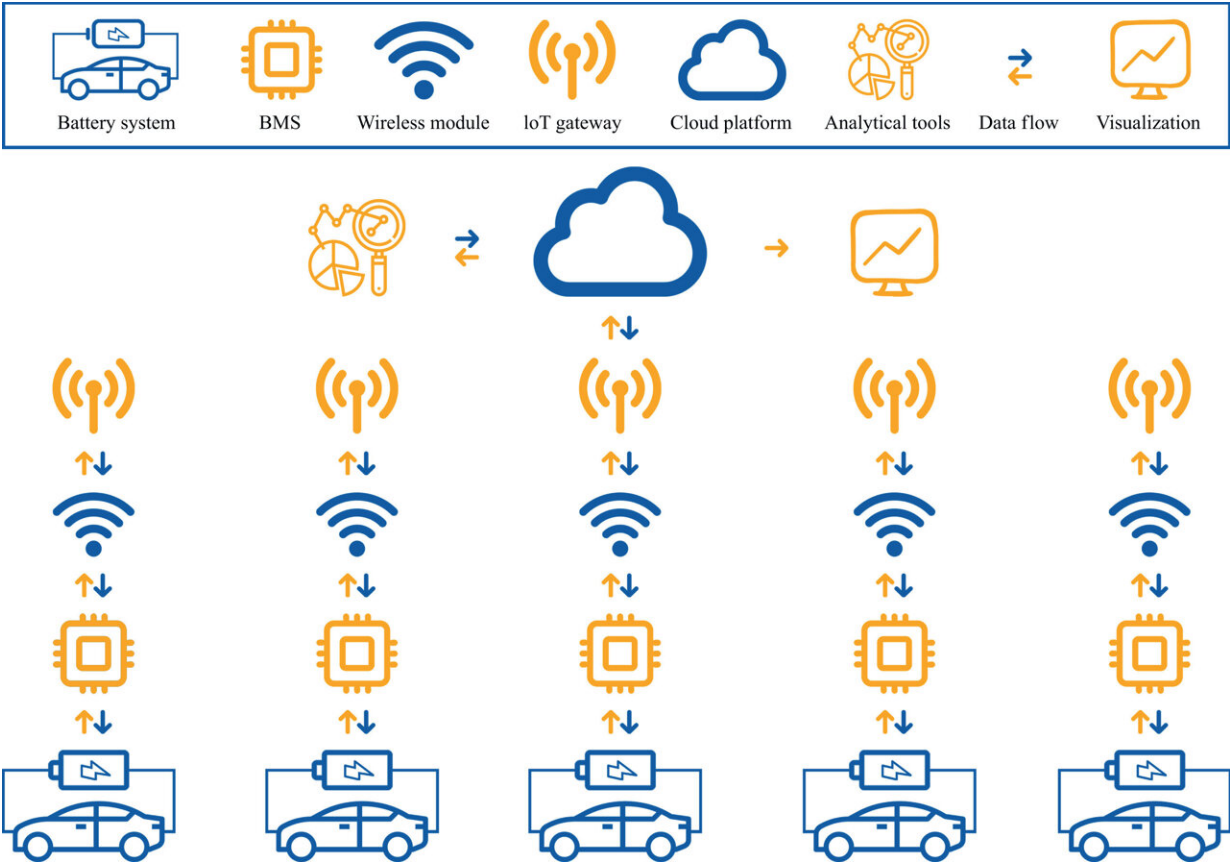 Battery system
BMS
Wireless module
loT gateway
Cloud platform
Analytical tools
Data flow
Visualization